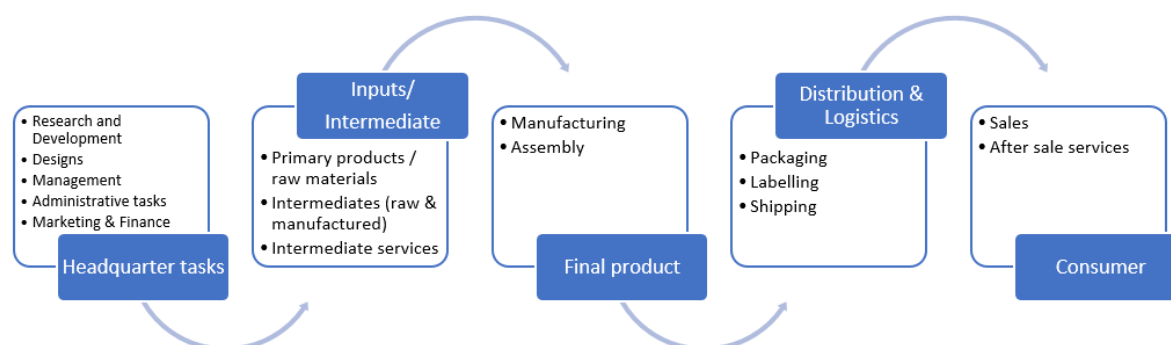 • Research and
Development
• Designs
• Management
• Administrative tasks
• Marketing & Finance
Headquarter tasks
Inputs/
Intermediate
• Primary products /
raw materials
• Intermediates (raw &
manufactured)
• Intermediate services
• Manufacturing
• Assembly
Final product
Distribution &
Logistics
• Packaging
• Labelling
• Shipping
• Sales
• After sale services
Consumer